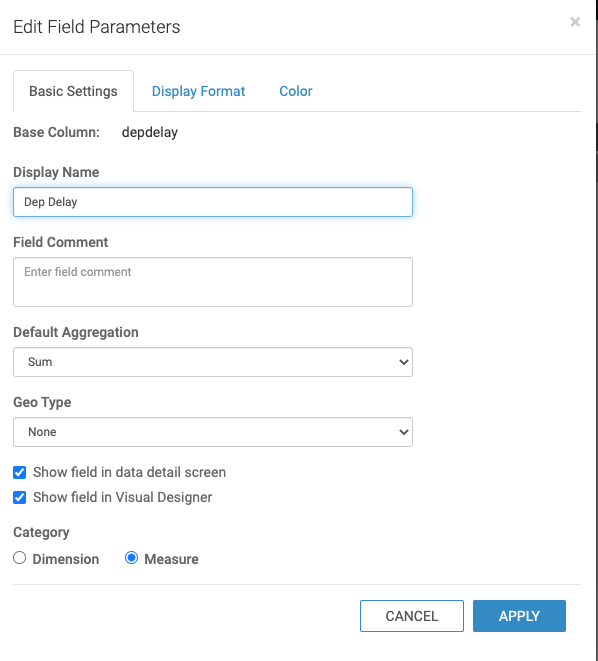 Edit Field Parameters
×
Basic Settings Display Format Color
Base Column: depdelay
Display Name
Dep Delay
Field Comment
Enter field comment
Default Aggregation
Sum
Geo Type
None
Show field in data detail screen
Show field in Visual Designer
Category
Dimension Measure
CANCEL APPLY